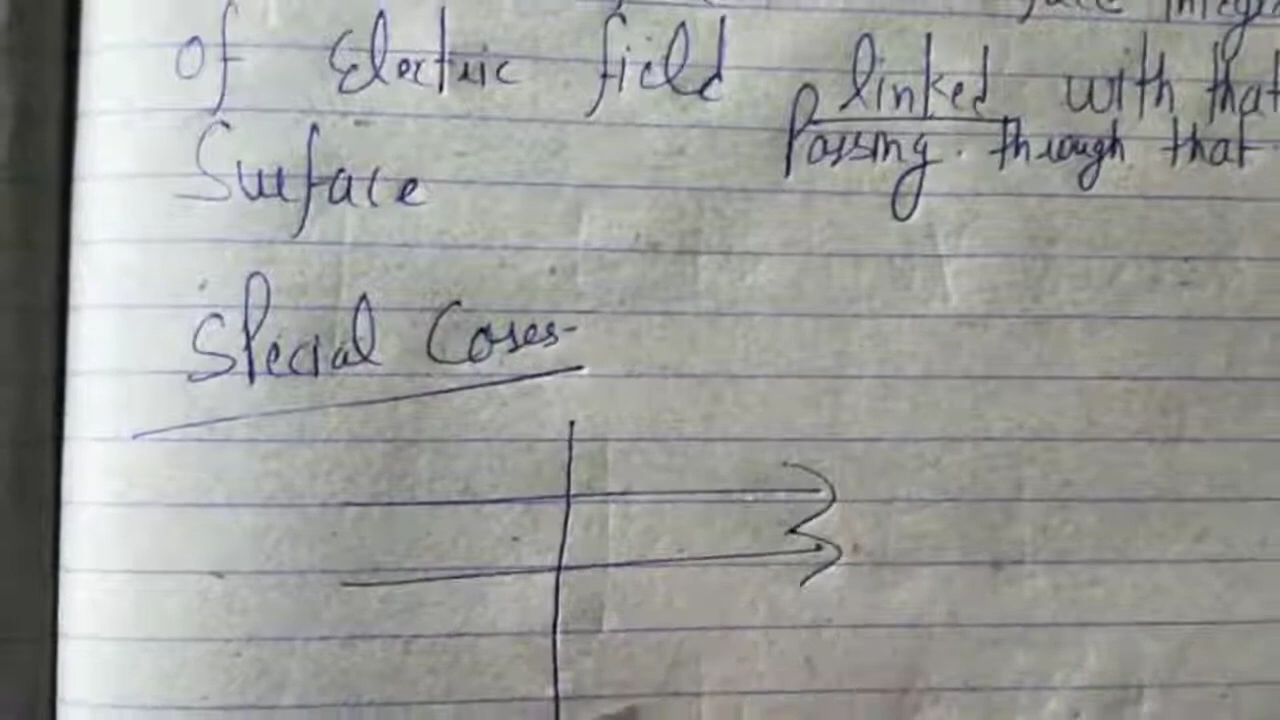 of Electric field linked with that
Passing through that
Surface
Special Cases-